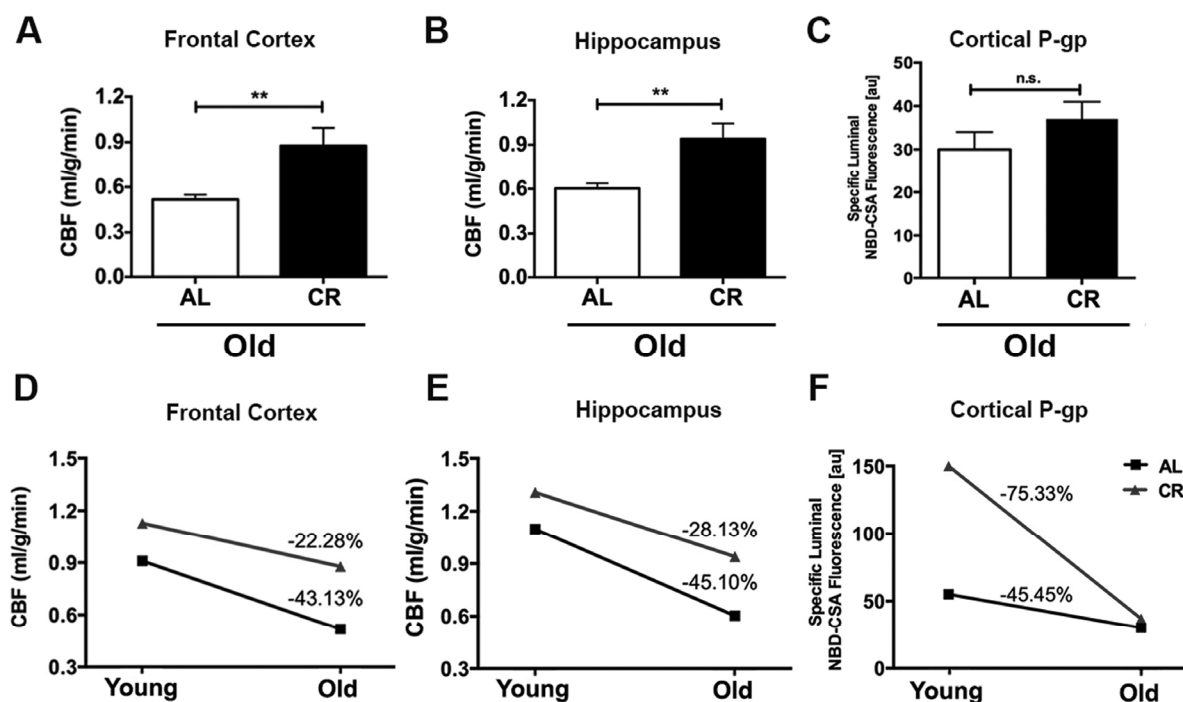 A
Frontal Cortex
CBF (ml/g/min)
1.2
0.9
0.6
0.3
0.0
**
AL
CR
Old
B
Hippocampus
CBF (ml/g/min)
1.2
0.9
0.6
0.3
0.0
**
AL
CR
Old
C
Cortical P-gp
Specific Luminal
NBD-CSA Fluorescence [au]
50
40
30
20
10
0
n.s.
AL
CR
Old
D
Frontal Cortex
CBF (ml/g/min)
1.5
1.2
0.9
0.6
0.3
-22.28%
-43.13%
Young
Old
E
Hippocampus
CBF (ml/g/min)
1.5
1.2
0.9
0.6
0.3
-28.13%
-45.10%
Young
Old
F
Cortical P-gp
Specific Luminal
NBD-CSA Fluorescence [au]
150
100
50
0
-75.33%
-45.45%
AL
CR
Young
Old